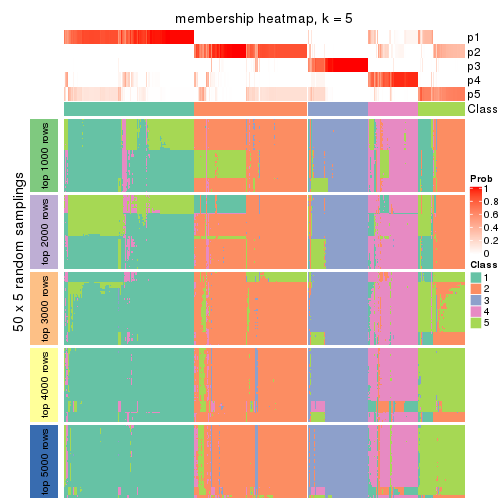 membership heatmap, k = 5
p1
p2
p3
p4
p5
Class
50 x 5 random samplings
top 1000 rows
top 2000 rows
top 3000 rows
top 4000 rows
top 5000 rows
Prob
1
0.8
0.6
0.4
0.2
0
Class
1
2
3
4
5